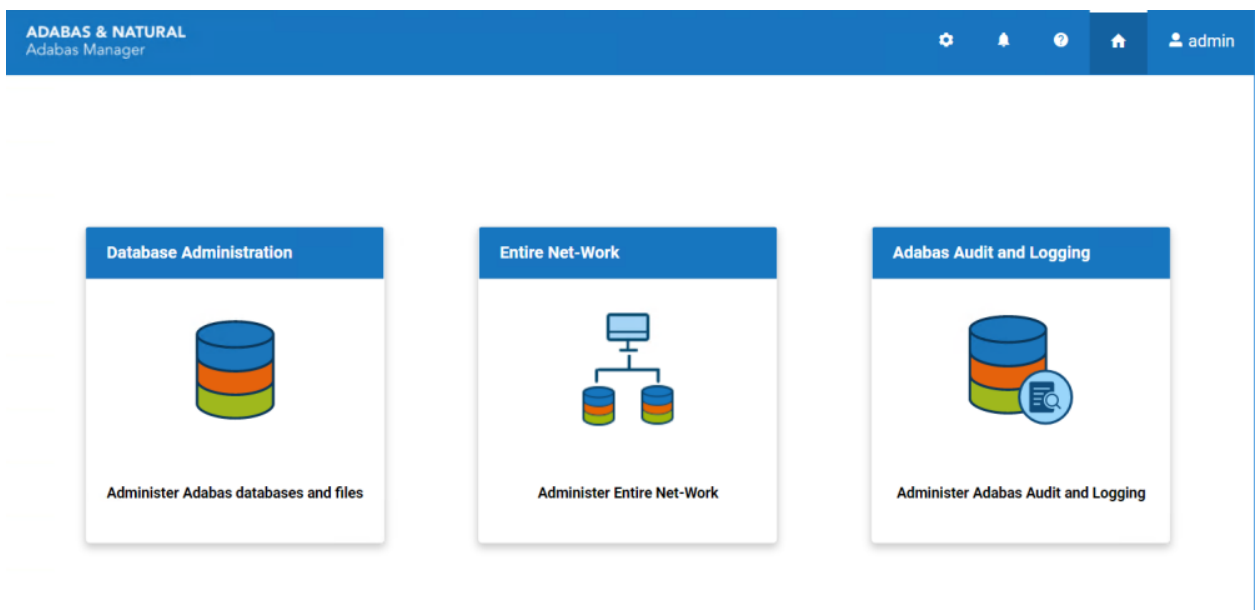 ADABAS & NATURAL
Adabas Manager
admin
Database Administration
Entire Net-Work
Adabas Audit and Logging
Administer Adabas databases and files
Administer Entire Net-Work
Administer Adabas Audit and Logging